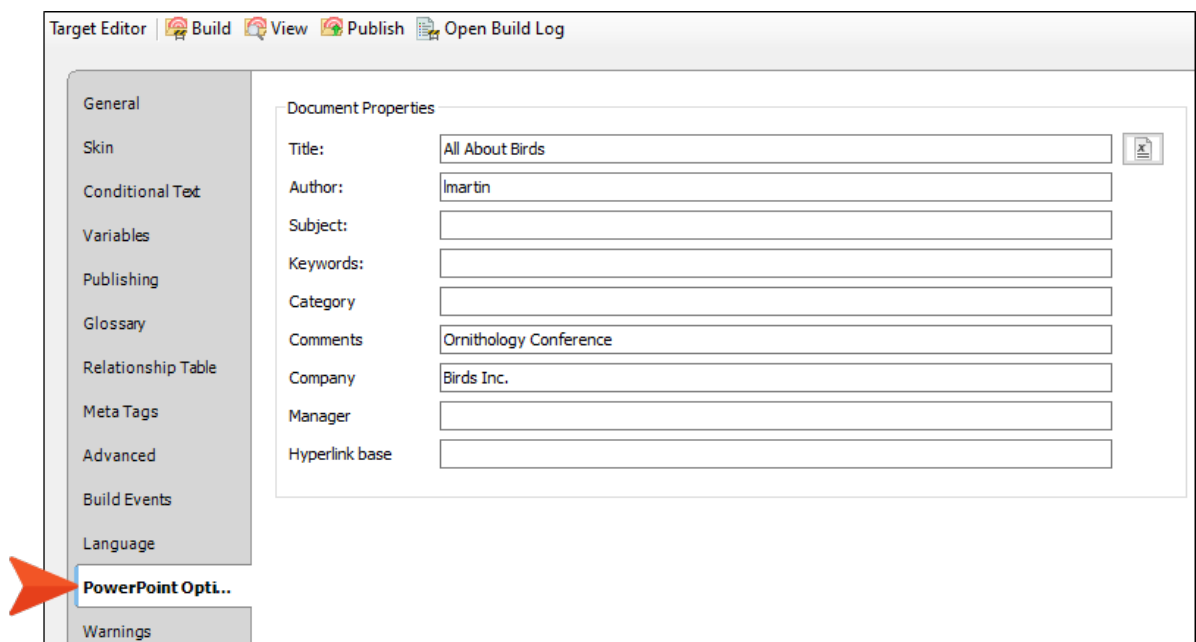 Target Editor Build View Publish Open Build Log
General
Skin
Conditional Text
Variables
Publishing
Glossary
Relationship Table
Meta Tags
Advanced
Build Events
Language
PowerPoint Opti...
Warnings
Document Properties
Title: All About Birds
Author: lmartin
Subject:
Keywords:
Category
Comments Ornithology Conference
Company Birds Inc.
Manager
Hyperlink base